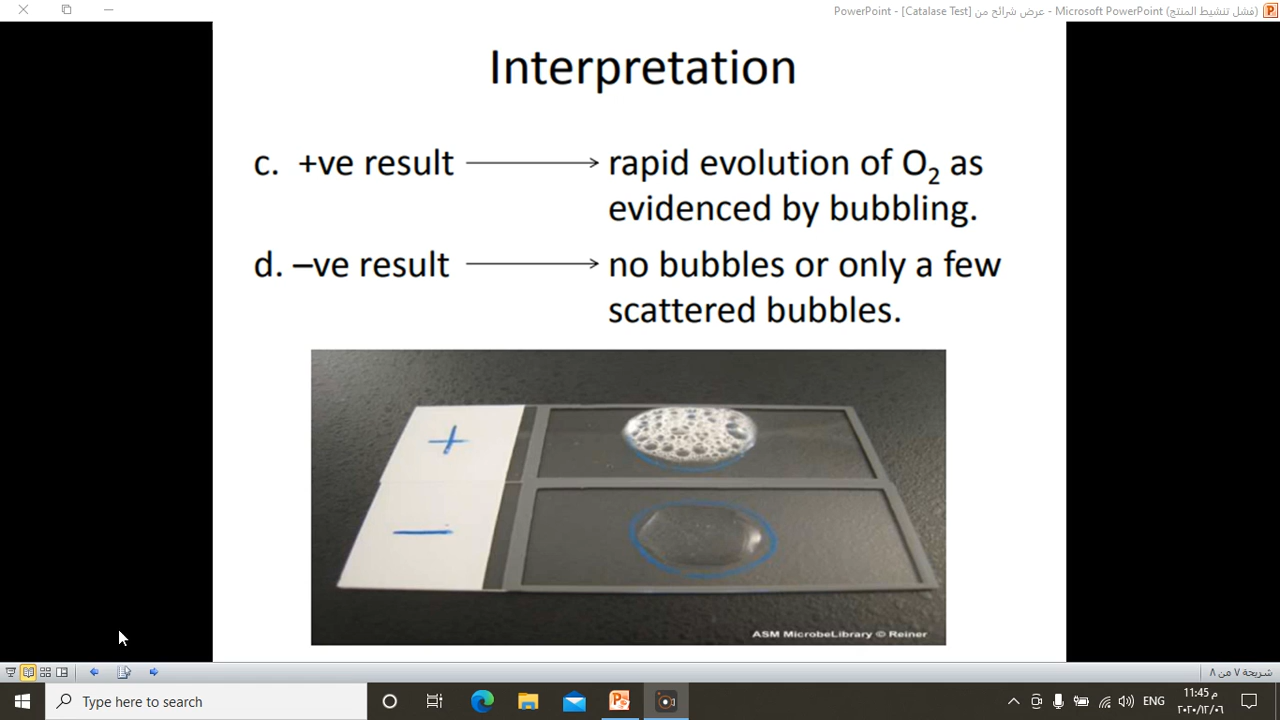 PowerPoint - [Catalase Test] عرض شرائح من - Microsoft PowerPoint (فشل تنشيط المنتج)
Interpretation
c. +ve result → rapid evolution of O₂ as
evidenced by bubbling.
d. –ve result → no bubbles or only a few
scattered bubbles.
+
–
ASM MicrobeLibrary © Reiner
شريحة ٧ من ٨
Type here to search
ENG
١١:45 م
٢٠٢٠/١٢/٠٦